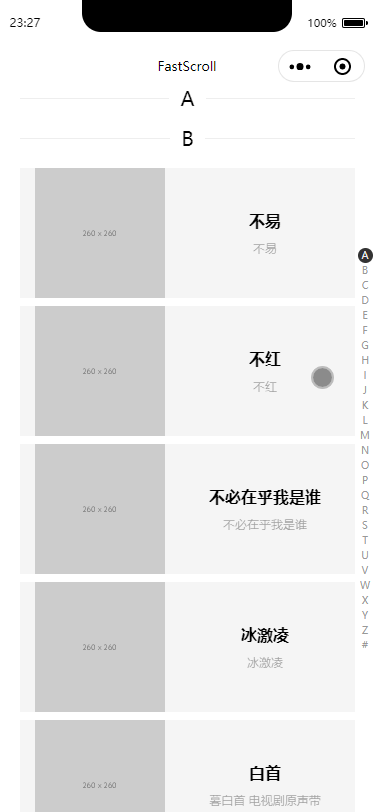 23:27
100%
FastScroll
A
B
260 x 260
不易
不易
260 x 260
不红
不红
260 x 260
不必在乎我是谁
不必在乎我是谁
260 x 260
冰激凌
冰激凌
260 x 260
白首
暮白首 电视剧原声带
A
B
C
D
E
F
G
H
I
J
K
L
M
N
O
P
Q
R
S
T
U
V
W
X
Y
Z
#